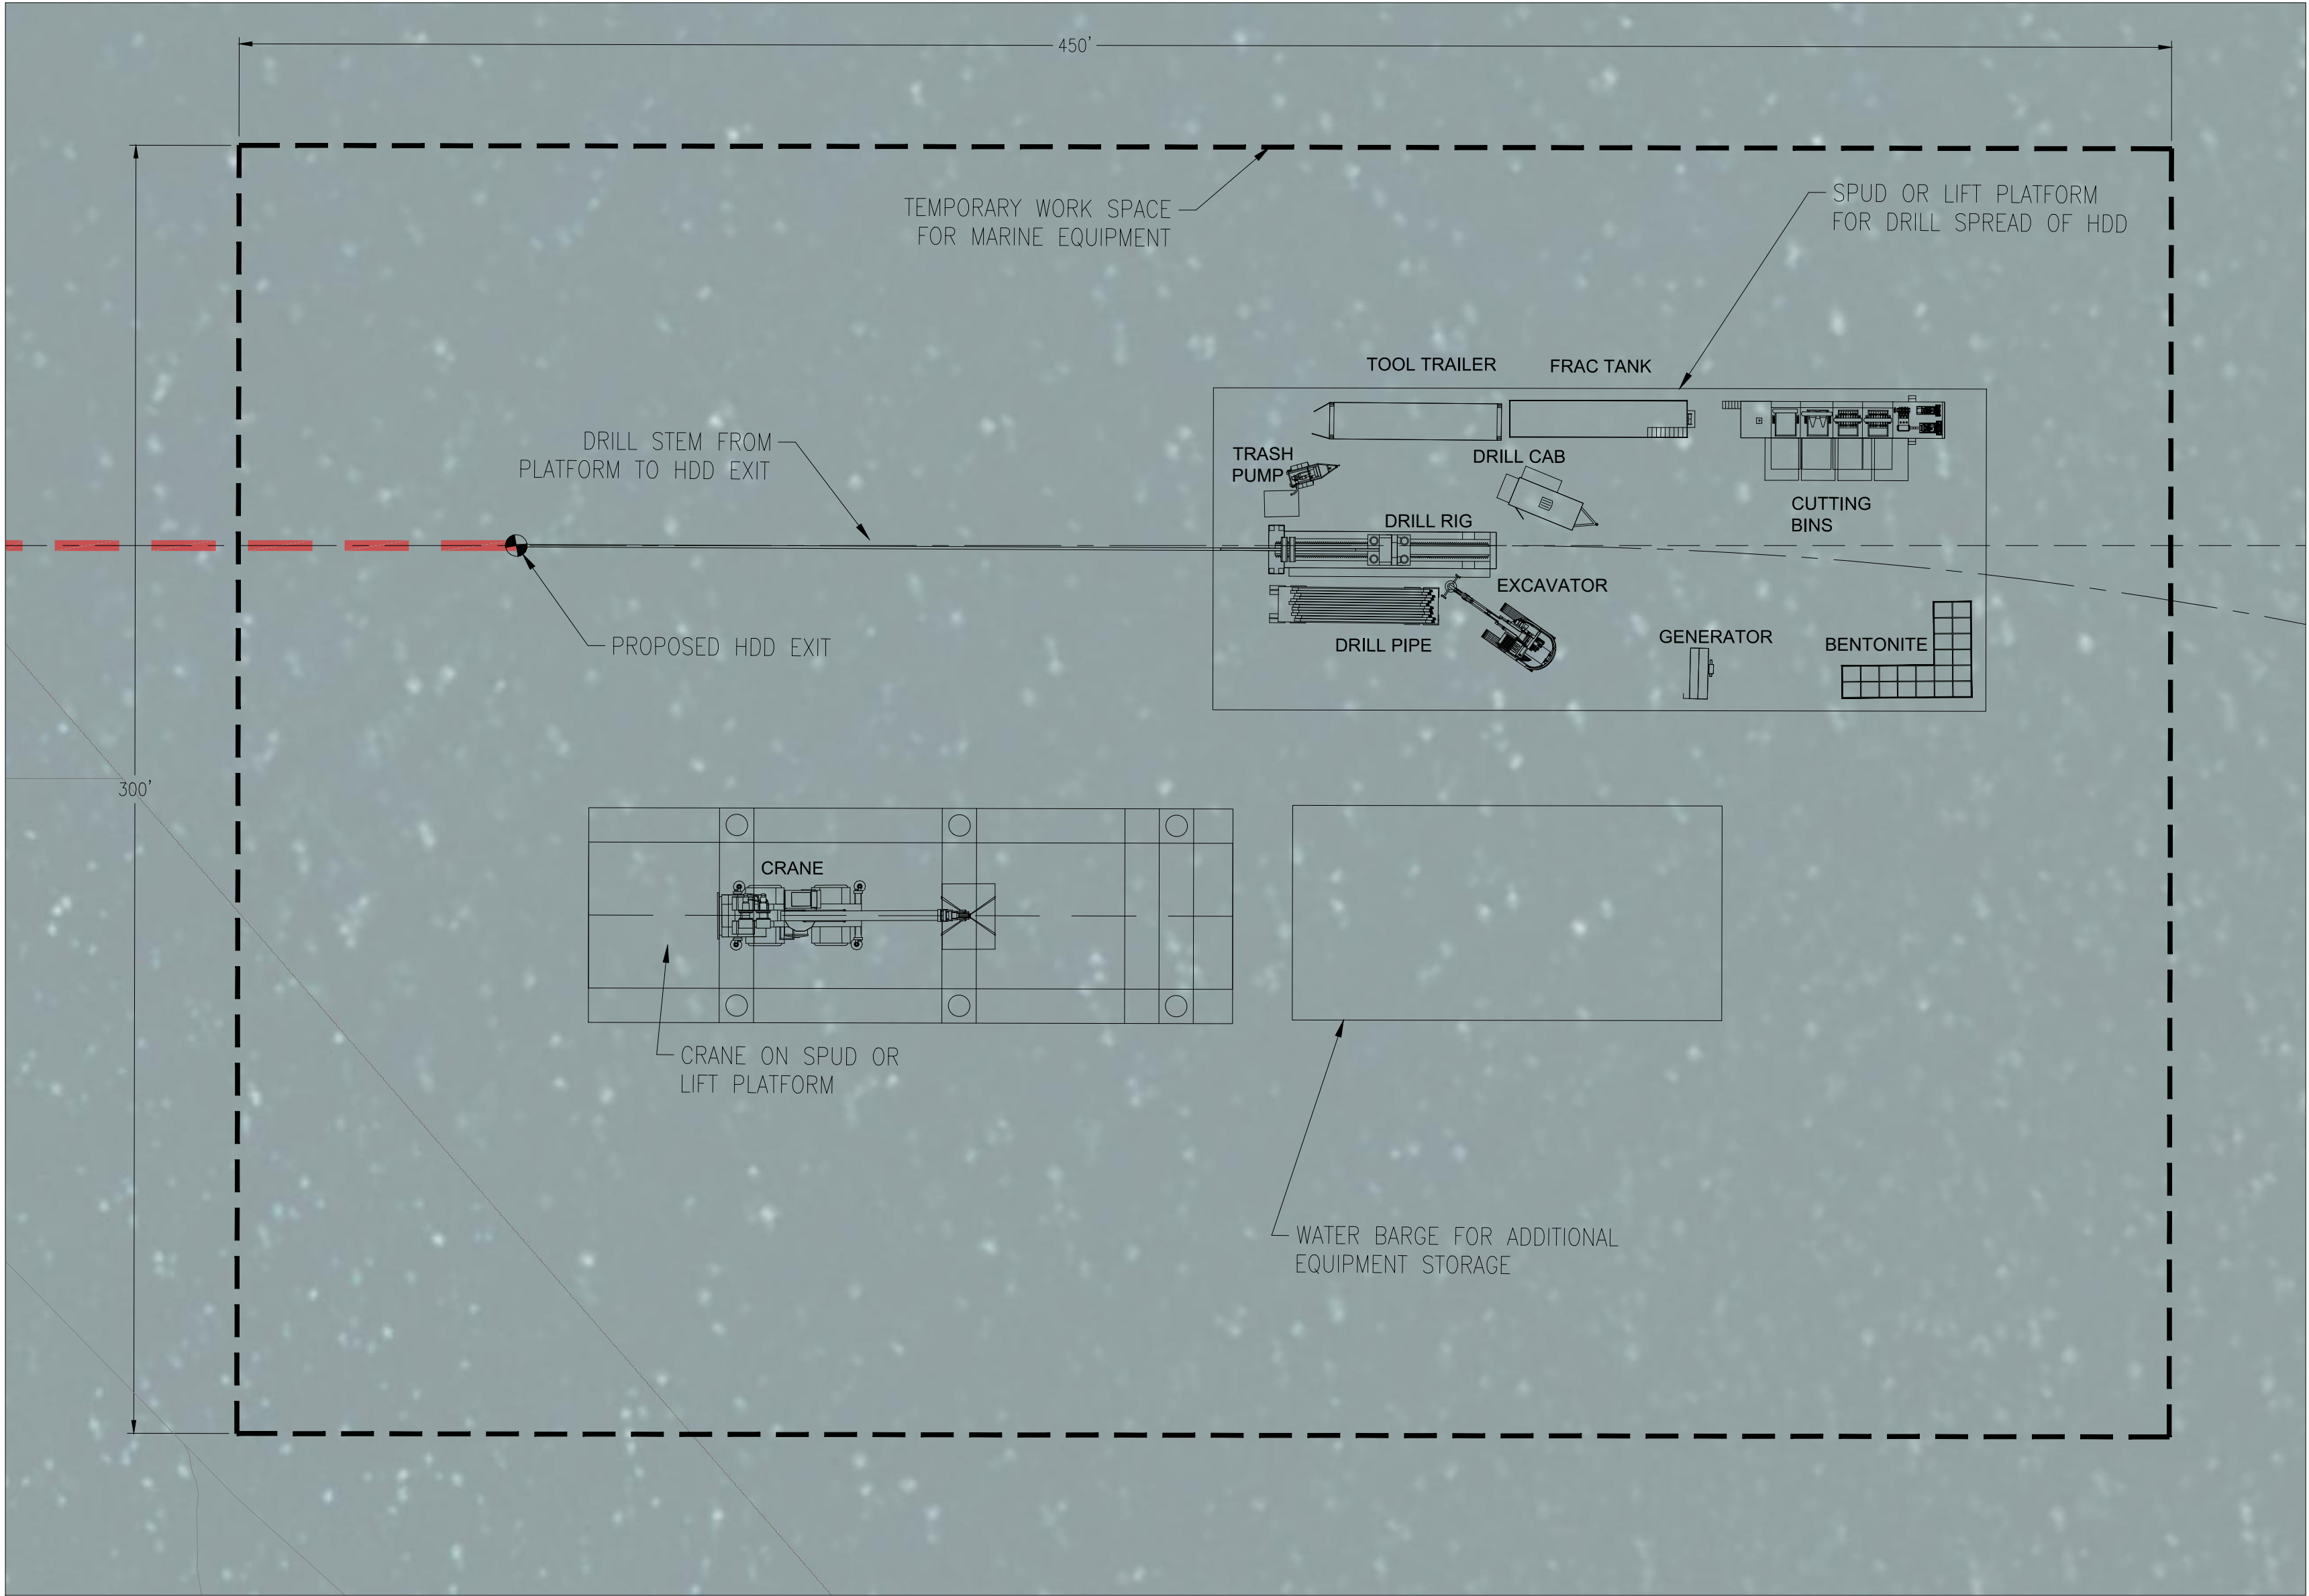 450'
TEMPORARY WORK SPACE
FOR MARINE EQUIPMENT
SPUD OR LIFT PLATFORM
FOR DRILL SPREAD OF HDD
TOOL TRAILER
FRAC TANK
DRILL STEM FROM
PLATFORM TO HDD EXIT
TRASH
PUMP
DRILL CAB
CUTTING
BINS
DRILL RIG
EXCAVATOR
PROPOSED HDD EXIT
DRILL PIPE
GENERATOR
BENTONITE
300'
CRANE
CRANE ON SPUD OR
LIFT PLATFORM
WATER BARGE FOR ADDITIONAL
EQUIPMENT STORAGE